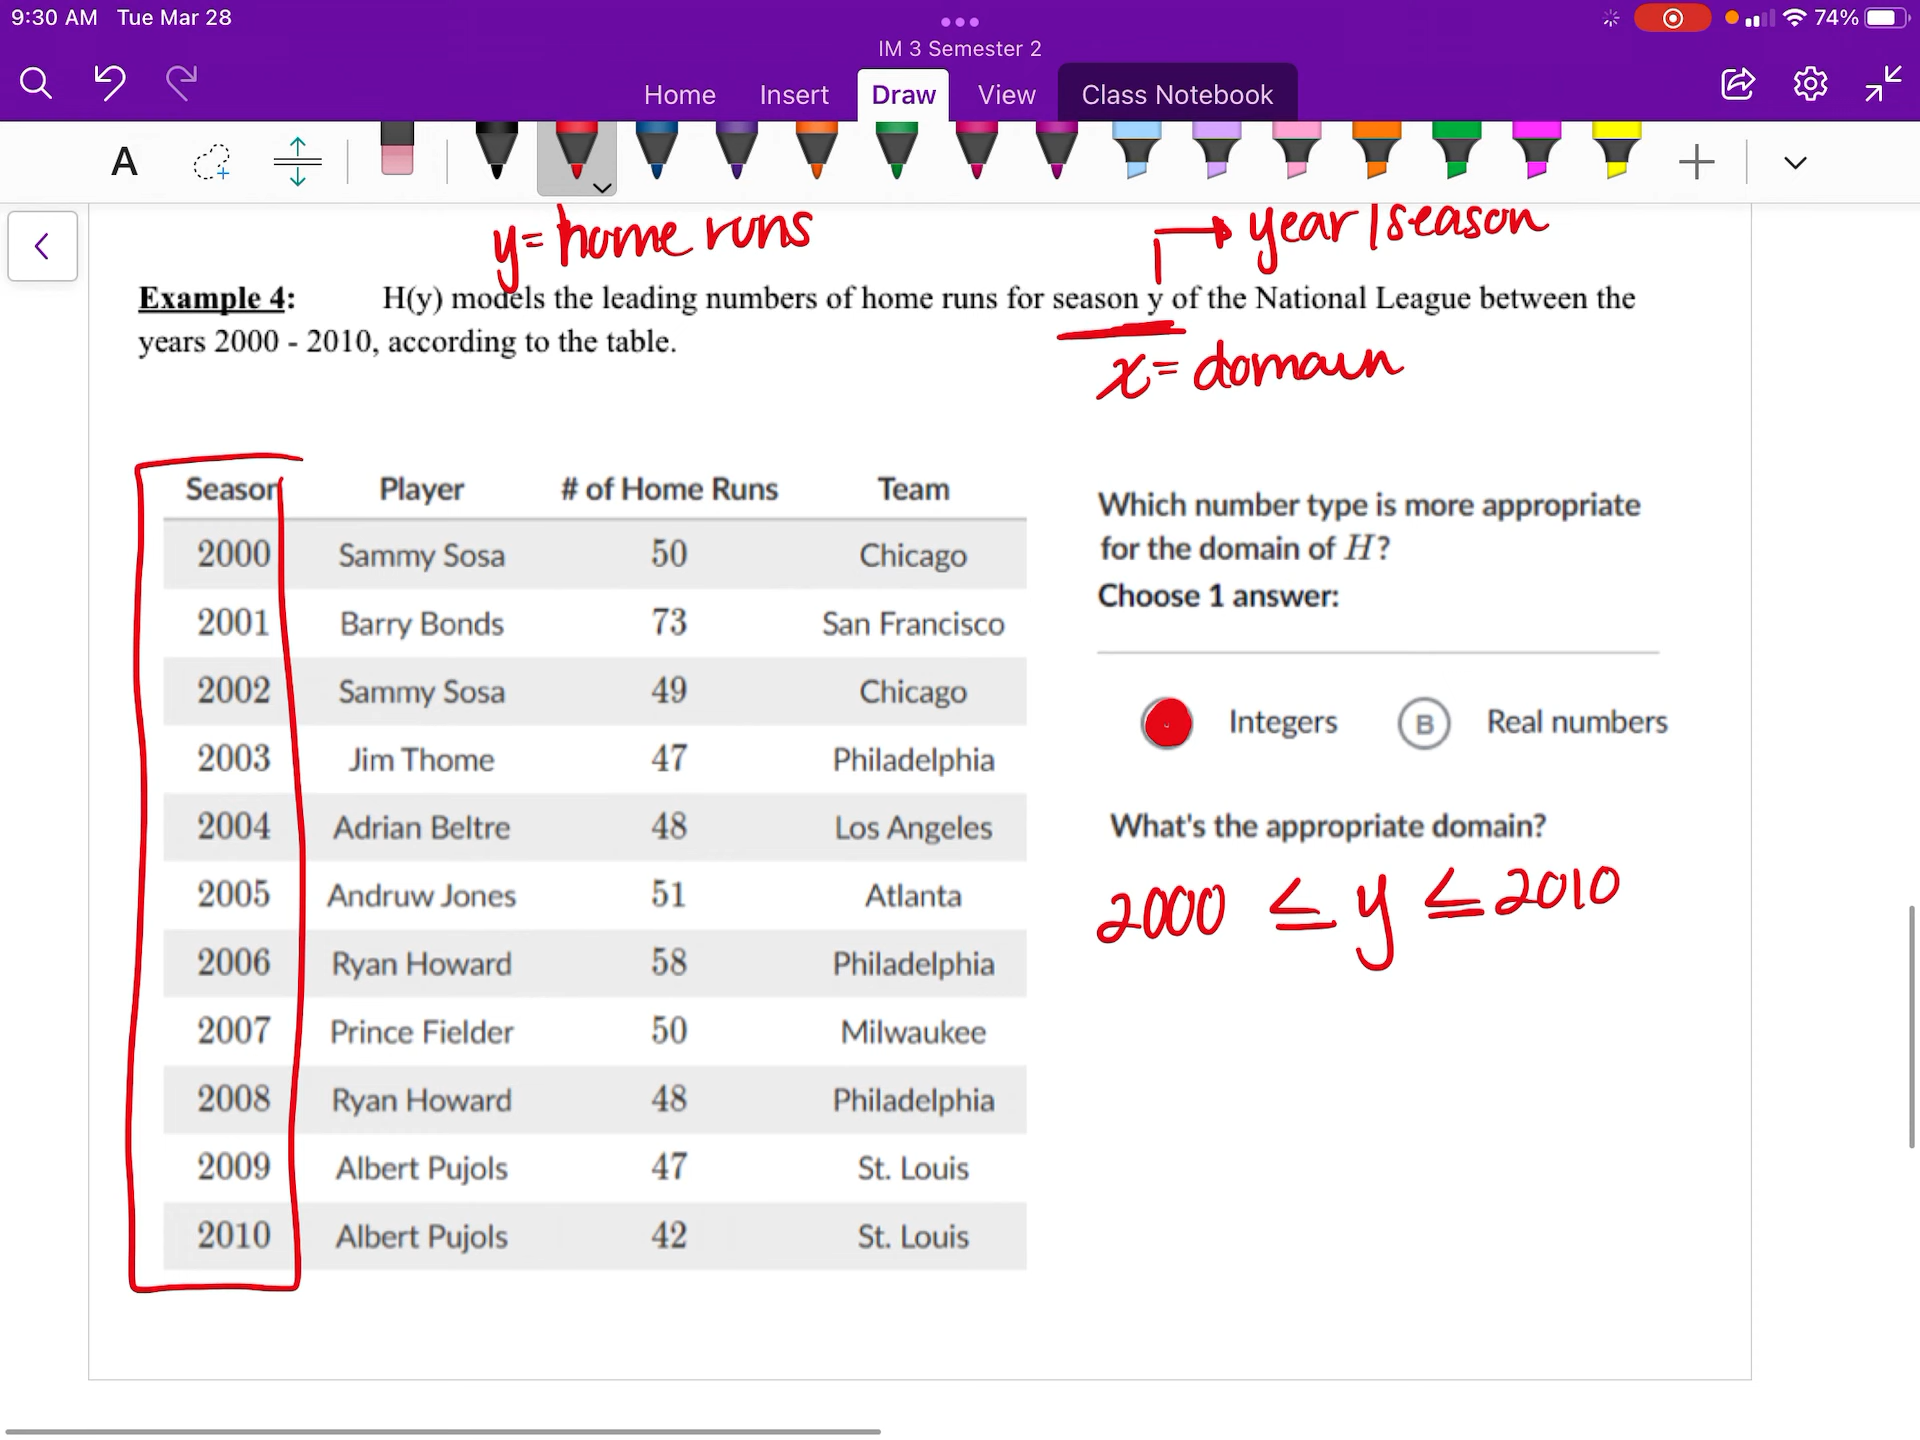 9:30 AM Tue Mar 28
74%
IM 3 Semester 2
Home Insert Draw View Class Notebook
A
y = home runs
year/season
Example 4: H(y) models the leading numbers of home runs for season y of the National League between the
years 2000 - 2010, according to the table.
x = domain
Season Player # of Home Runs Team
2000 Sammy Sosa 50 Chicago
2001 Barry Bonds 73 San Francisco
2002 Sammy Sosa 49 Chicago
2003 Jim Thome 47 Philadelphia
2004 Adrian Beltre 48 Los Angeles
2005 Andruw Jones 51 Atlanta
2006 Ryan Howard 58 Philadelphia
2007 Prince Fielder 50 Milwaukee
2008 Ryan Howard 48 Philadelphia
2009 Albert Pujols 47 St. Louis
2010 Albert Pujols 42 St. Louis
Which number type is more appropriate
for the domain of H?
Choose 1 answer:
Integers B Real numbers
What's the appropriate domain?
2000 ≤ y ≤ 2010